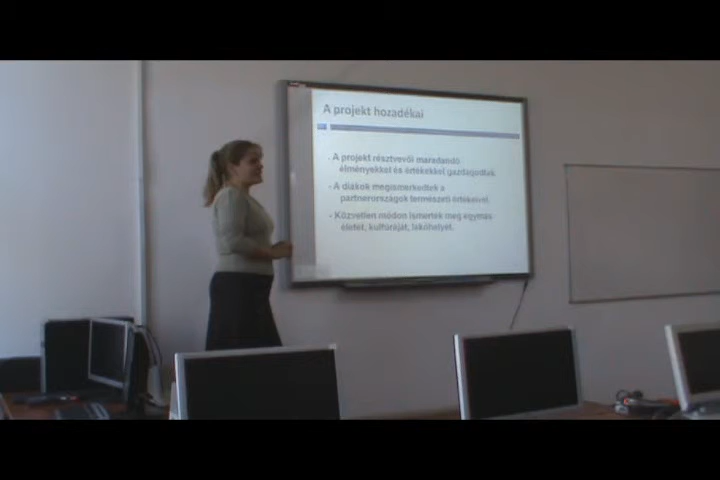 A projekt hozadékai
- A projekt résztvevői maradandó
élményekkel és értékekkel gazdagodtak.
- A diákok megismerkedtek a
partnerországok természeti értékeivel.
- Közvetlen módon ismerték meg egymás
életét, kultúráját, lakóhelyét.